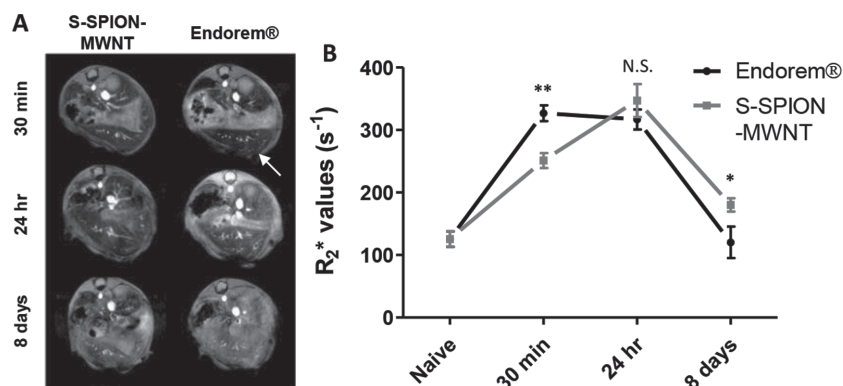 A
S-SPION-
MWNT
Endorem®
30 min
24 hr
8 days
B
R₂* values (s⁻¹)
400
300
200
100
0
**
N.S.
*
Endorem®
S-SPION
-MWNT
Naive
30 min
24 hr
8 days